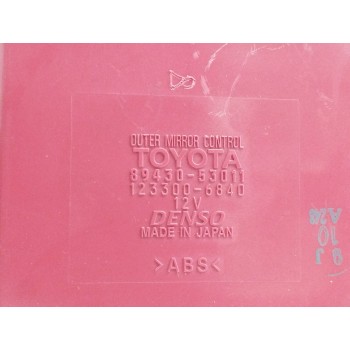 OUTER MIRROR CONTROL
TOYOTA
89430-53011
123300-6840
12V
DENSO
MADE IN JAPAN
>ABS<